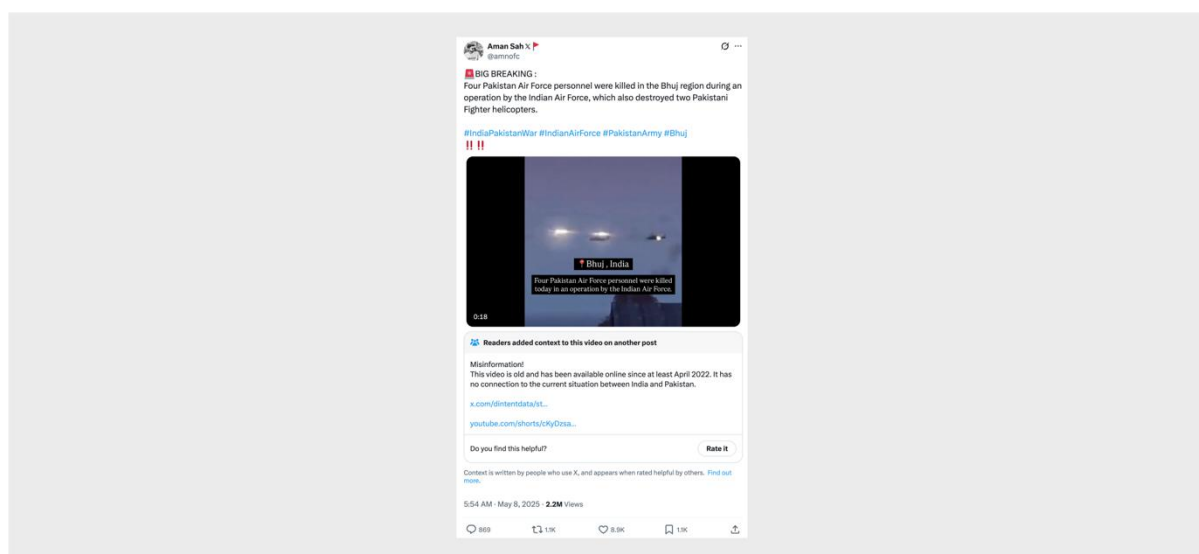 Aman Sah X 🚩
@amnofc
🚨BIG BREAKING :
Four Pakistan Air Force personnel were killed in the Bhuj region during an
operation by the Indian Air Force, which also destroyed two Pakistani
Fighter helicopters.
#IndiaPakistanWar #IndianAirForce #PakistanArmy #Bhuj
‼️ ‼️
📍Bhuj , India
Four Pakistan Air Force personnel were killed
today in an operation by the Indian Air Force.
0:18
Readers added context to this video on another post
Misinformation!
This video is old and has been available online since at least April 2022. It has
no connection to the current situation between India and Pakistan.
x.com/dintentdata/st…
youtube.com/shorts/cKyDzsa…
Do you find this helpful?
Rate it
Context is written by people who use X, and appears when rated helpful by others. Find out
more.
5:54 AM · May 8, 2025 · 2.2M Views
869
1.1K
8.9K
1.1K